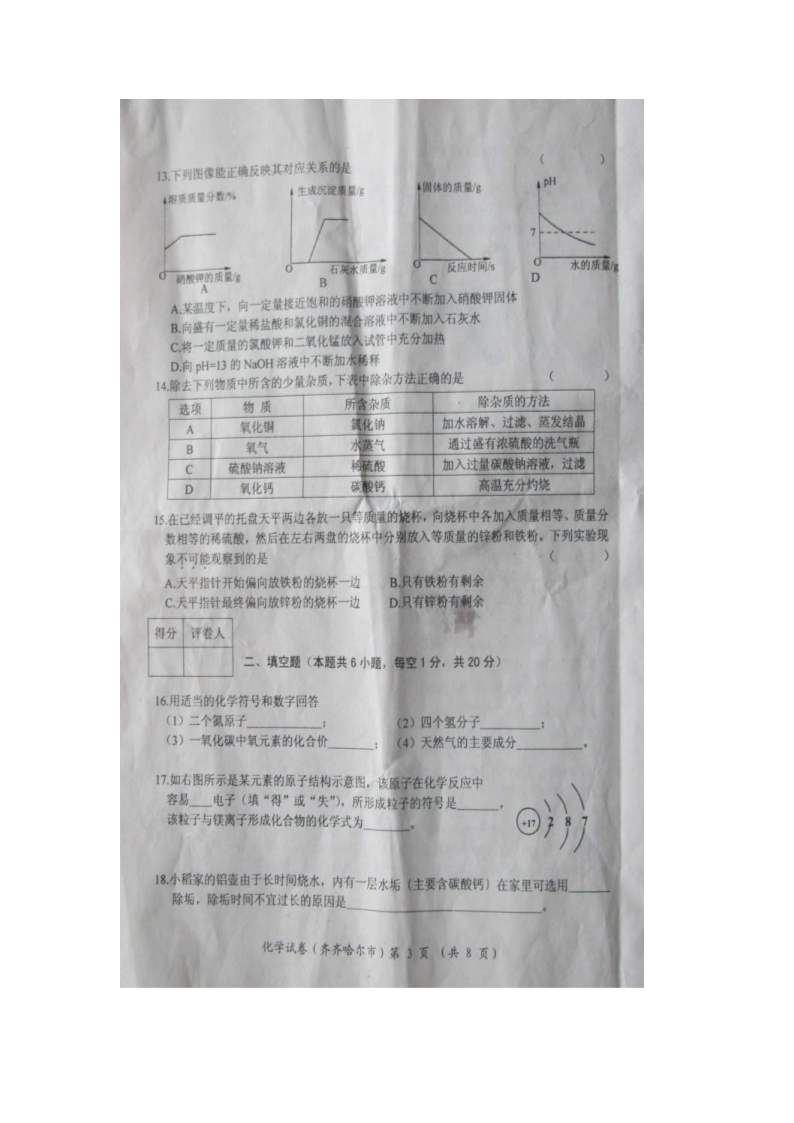 13.下列图像能正确反映其对应关系的是 （ ）
溶质质量分数/%
O
硝酸钾的质量/g
A
生成沉淀质量/g
O
石灰水质量/g
B
固体的质量/g
O
反应时间/s
C
pH
7
O
水的质量/g
D
A.某温度下，向一定量接近饱和的硝酸钾溶液中不断加入硝酸钾固体
B.向盛有一定量稀盐酸和氯化铜的混合溶液中不断加入石灰水
C.将一定质量的氯酸钾和二氧化锰放入试管中充分加热
D.向 pH=13 的 NaOH 溶液中不断加水稀释
14.除去下列物质中所含的少量杂质，下表中除杂方法正确的是 （ ）
选项 物 质 所含杂质 除杂质的方法
A 氧化铜 氯化钠 加水溶解、过滤、蒸发结晶
B 氧气 水蒸气 通过盛有浓硫酸的洗气瓶
C 硫酸钠溶液 稀硫酸 加入过量碳酸钠溶液，过滤
D 氧化钙 碳酸钙 高温充分灼烧
15.在已经调平的托盘天平两边各放一只等质量的烧杯，向烧杯中各加入质量相等、质量分
数相等的稀硫酸，然后在左右两盘的烧杯中分别放入等质量的锌粉和铁粉。下列实验现
象不可能观察到的是 （ ）
A.天平指针开始偏向放铁粉的烧杯一边 B.只有铁粉有剩余
C.天平指针最终偏向放锌粉的烧杯一边 D.只有锌粉有剩余
得分 评卷人
二、填空题（本题共 6 小题，每空 1 分，共 20 分）
16.用适当的化学符号和数字回答
（1）二个氮原子__________； （2）四个氢分子________；
（3）一氧化碳中氧元素的化合价______； （4）天然气的主要成分_________。
17.如右图所示是某元素的原子结构示意图，该原子在化学反应中
容易___电子（填“得”或“失”），所形成粒子的符号是______，
该粒子与镁离子形成化合物的化学式为______。
+17 2 8 7
18.小稻家的铝壶由于长时间烧水，内有一层水垢（主要含碳酸钙）在家里可选用______
除垢，除垢时间不宜过长的原因是__________________________。
化学试卷（齐齐哈尔市）第 3 页 （共 8 页）